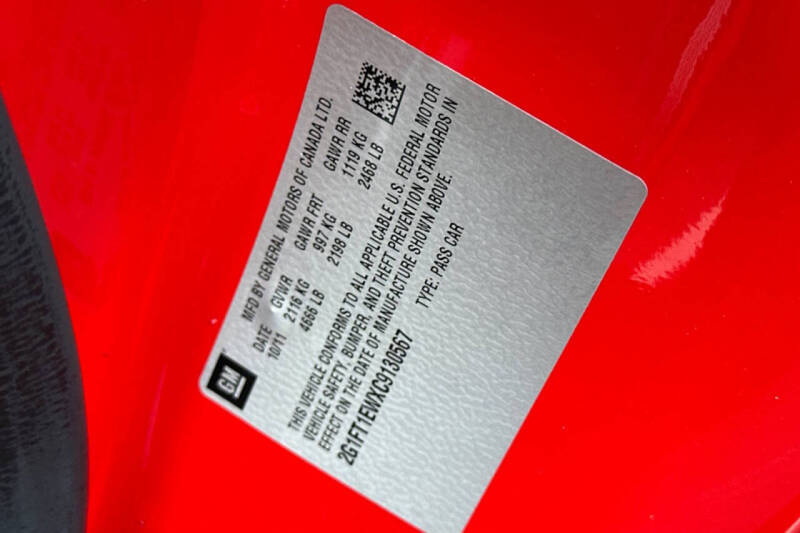 GM
MFD BY GENERAL MOTORS OF CANADA LTD.
DATE GVWR GAWR FRT GAWR RR
10/11 2116 KG 997 KG 1119 KG
4666 LB 2198 LB 2468 LB
THIS VEHICLE CONFORMS TO ALL APPLICABLE U.S. FEDERAL MOTOR
VEHICLE SAFETY, BUMPER, AND THEFT PREVENTION STANDARDS IN
EFFECT ON THE DATE OF MANUFACTURE SHOWN ABOVE.
2G1FT1EWXC9130567 TYPE: PASS CAR